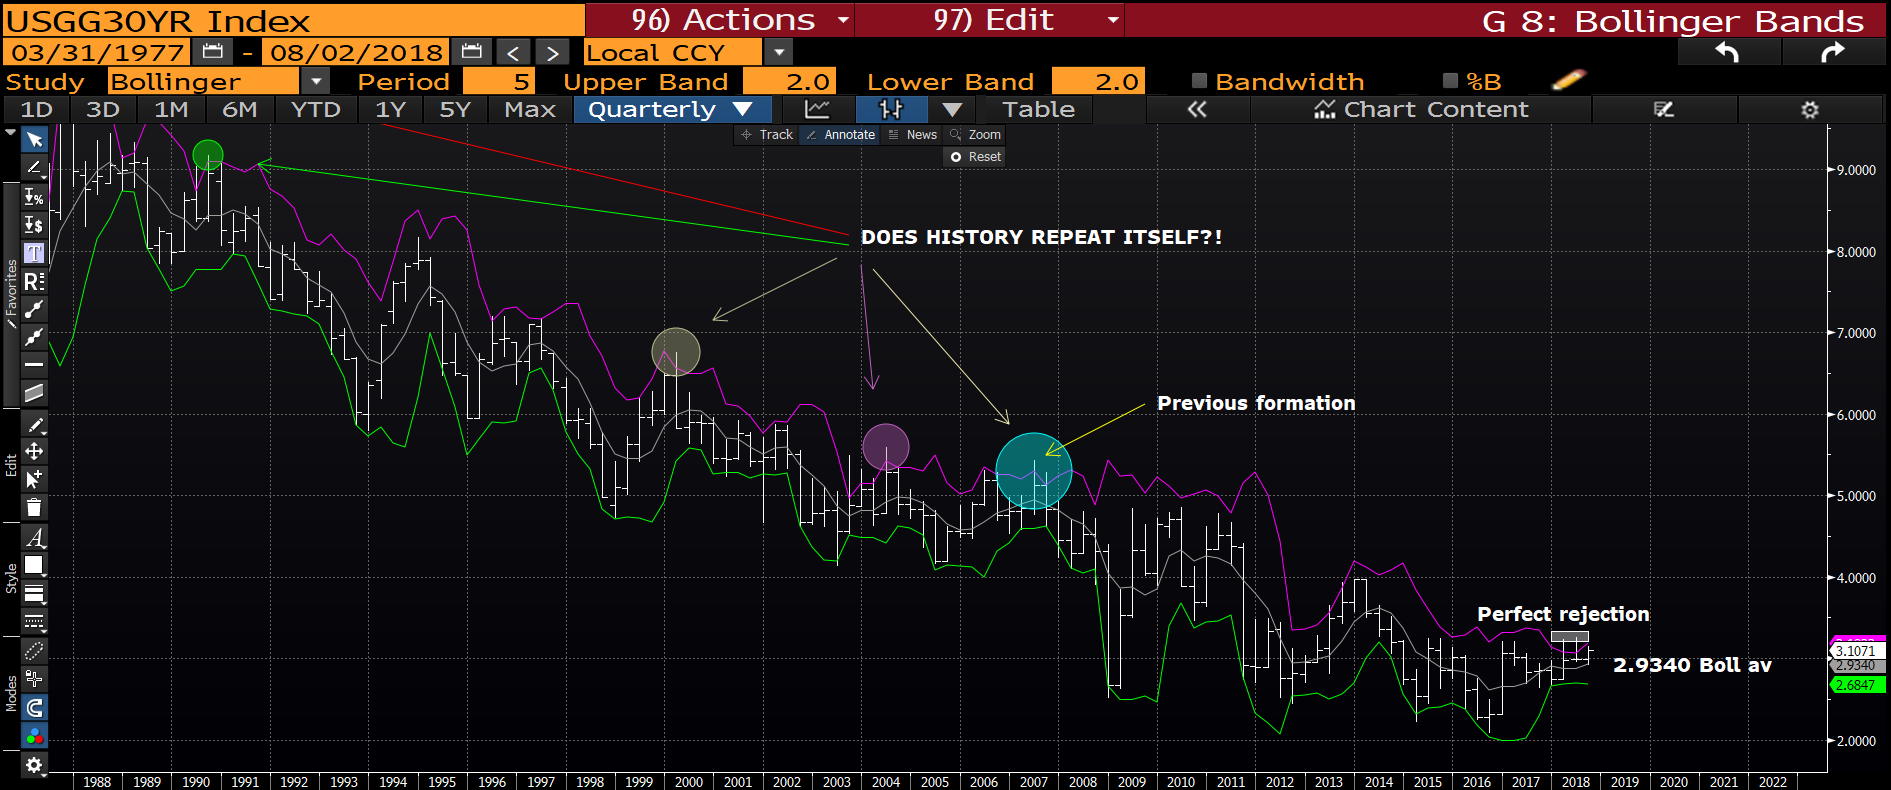 USGG30YR Index 96) Actions 97) Edit G 8: Bollinger Bands
03/31/1977 - 08/02/2018 < > Local CCY
Study Bollinger Period 5 Upper Band 2.0 Lower Band 2.0 Bandwidth %B
1D 3D 1M 6M YTD 1Y 5Y Max Quarterly Table Chart Content
Track Annotate News Zoom
Reset
Favorites
Edit
Style
Modes
%
$
T
R
A
DOES HISTORY REPEAT ITSELF?!
Previous formation
Perfect rejection
2.9340 Boll av
9.0000
8.0000
7.0000
6.0000
5.0000
4.0000
3.1071
2.9340
2.6847
2.0000
1988 1989 1990 1991 1992 1993 1994 1995 1996 1997 1998 1999 2000 2001 2002 2003 2004 2005 2006 2007 2008 2009 2010 2011 2012 2013 2014 2015 2016 2017 2018 2019 2020 2021 2022